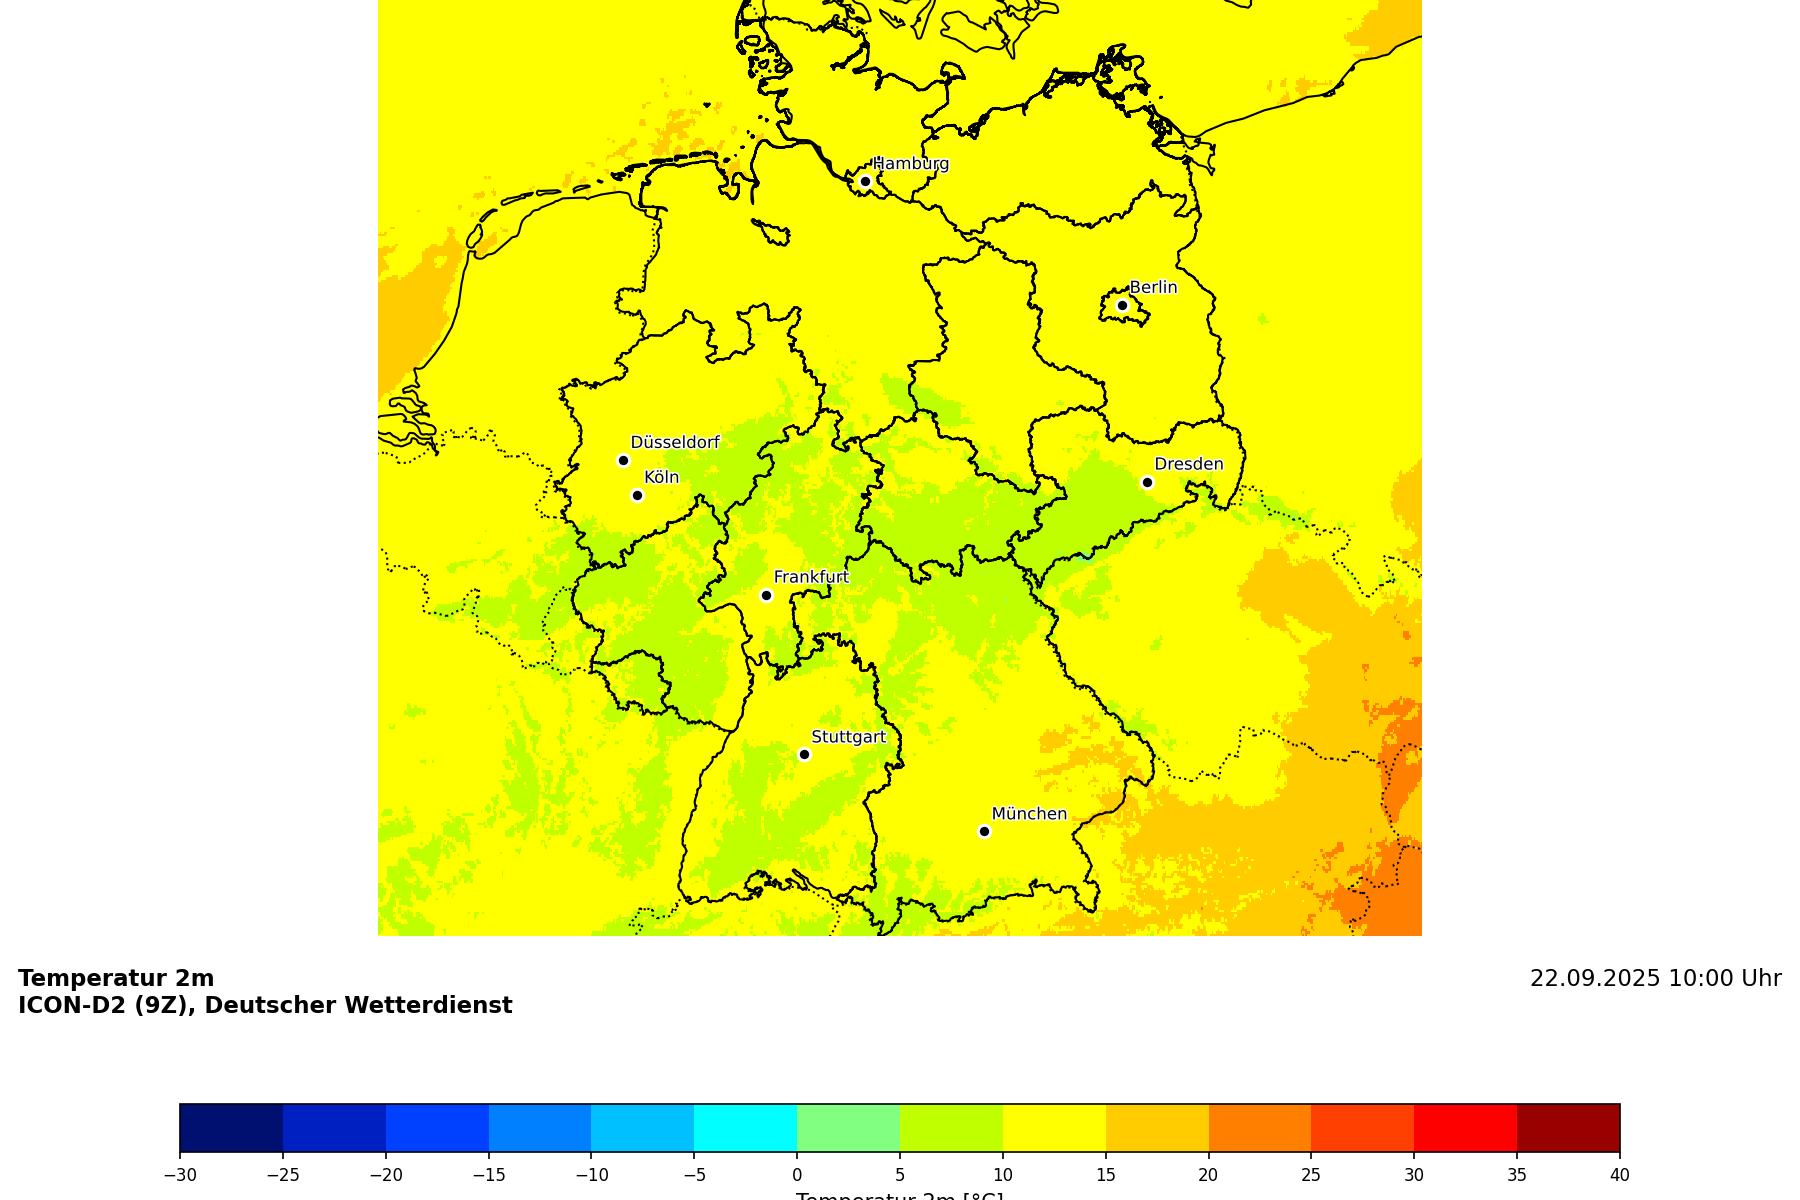 Hamburg
Berlin
Düsseldorf
Köln
Dresden
Frankfurt
Stuttgart
München
Temperatur 2m
ICON-D2 (9Z), Deutscher Wetterdienst
22.09.2025 10:00 Uhr
−30 −25 −20 −15 −10 −5 0 5 10 15 20 25 30 35 40
Temperatur 2m [°C]